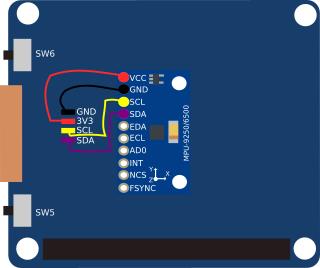 SW6
VCC
GND
SCL
SDA
EDA
ECL
AD0
INT
NCS
FSYNC
GND
3V3
SCL
SDA
MPU-9250/6500
Y
Z
X
SW5